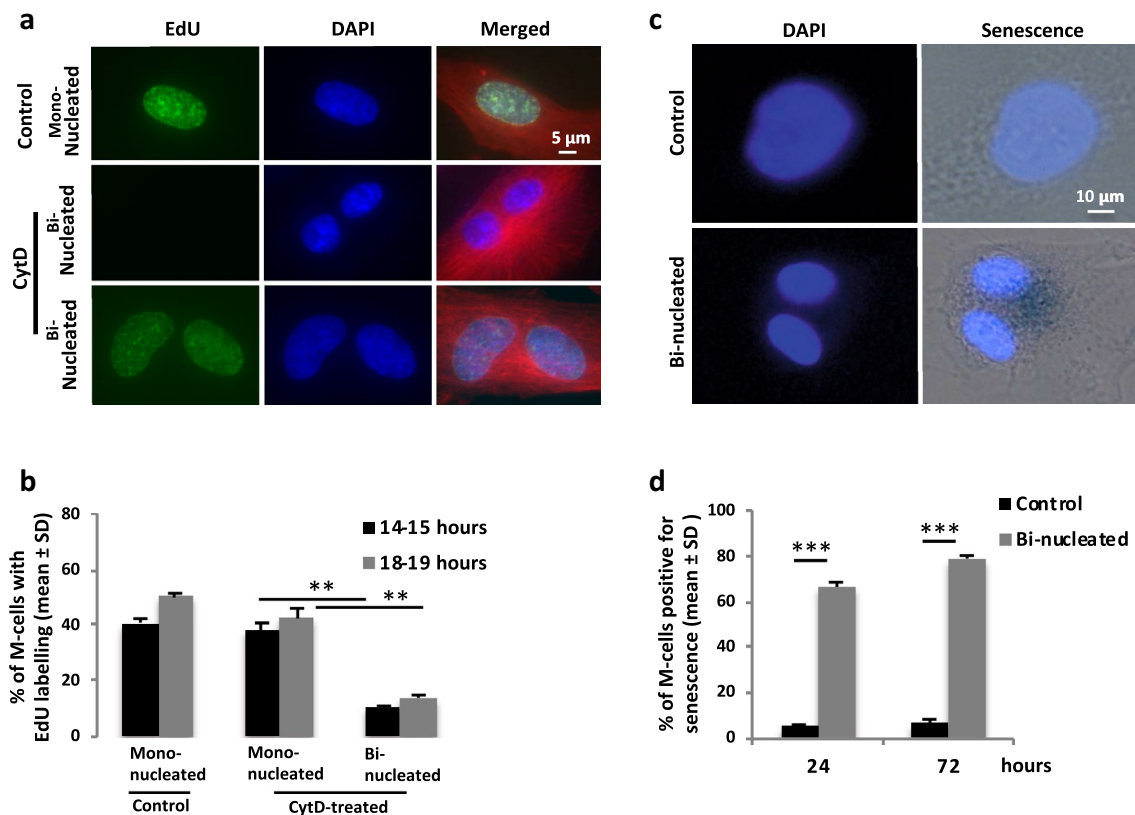 a
EdU DAPI Merged
Control
Mono-
Nucleated
5 µm
CytD
Bi-
Nucleated
Bi-
Nucleated
c
DAPI Senescence
Control
10 µm
Bi-nucleated
b
% of M-cells with
EdU labelling (mean ± SD)
80
60
40
20
0
14-15 hours
18-19 hours
** **
Mono-
nucleated
Mono-
nucleated
Bi-
nucleated
Control
CytD-treated
d
% of M-cells positive for
senescence (mean ± SD )
100
80
60
40
20
0
Control
Bi-nucleated
*** ***
24 72 hours